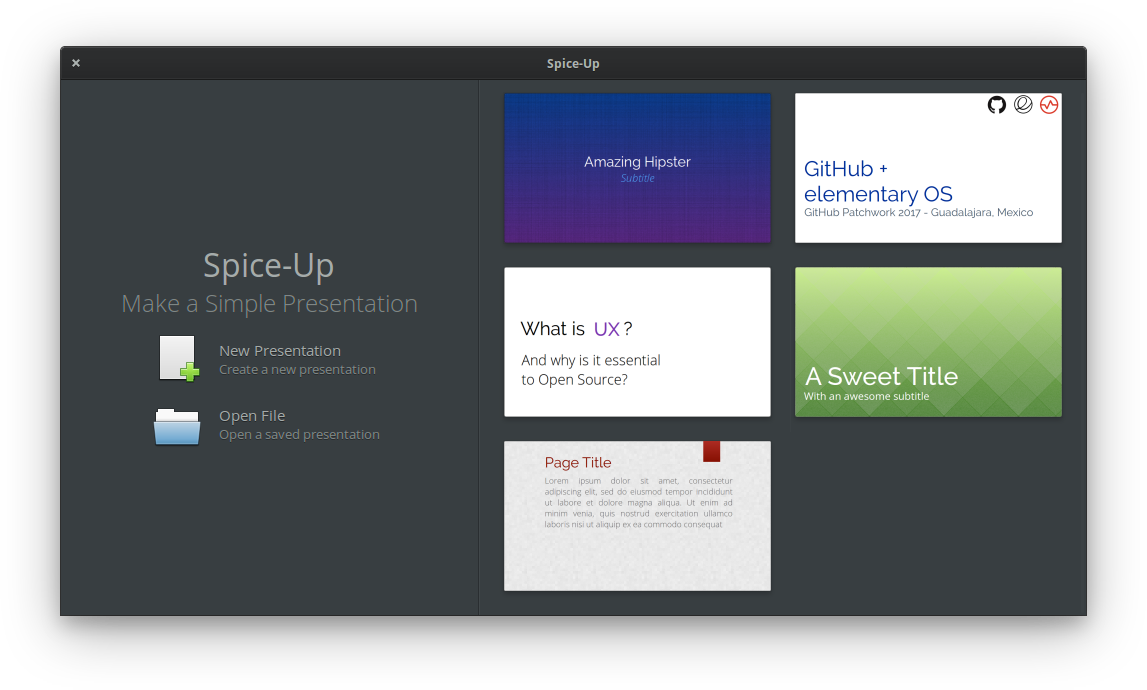 Spice-Up
Spice-Up
Make a Simple Presentation
New Presentation
Create a new presentation
Open File
Open a saved presentation
Amazing Hipster
Subtitle
GitHub +
elementary OS
GitHub Patchwork 2017 - Guadalajara, Mexico
What is UX ?
And why is it essential
to Open Source?
A Sweet Title
With an awesome subtitle
Page Title
Lorem ipsum dolor sit amet, consectetur
adipiscing elit, sed do eiusmod tempor incididunt
ut labore et dolore magna aliqua. Ut enim ad
minim venia, quis nostrud exercitation ullamco
laboris nisi ut aliquip ex ea commodo consequat